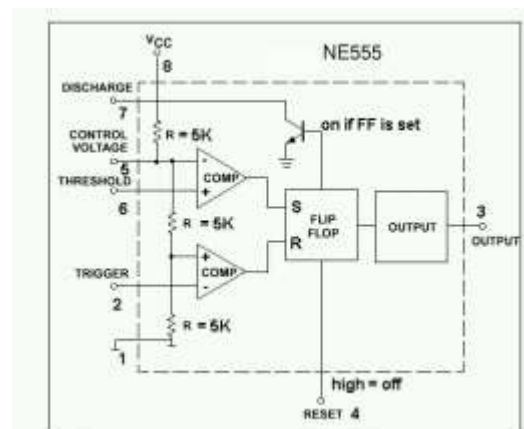 VCC
8
NE555
DISCHARGE
7
on if FF is set
R = 5K
CONTROL
VOLTAGE
5
-
COMP
+
THRESHOLD
6
S
FLIP
FLOP
R
OUTPUT
3
OUTPUT
R = 5K
+
COMP
-
TRIGGER
2
R = 5K
1
high = off
RESET 4